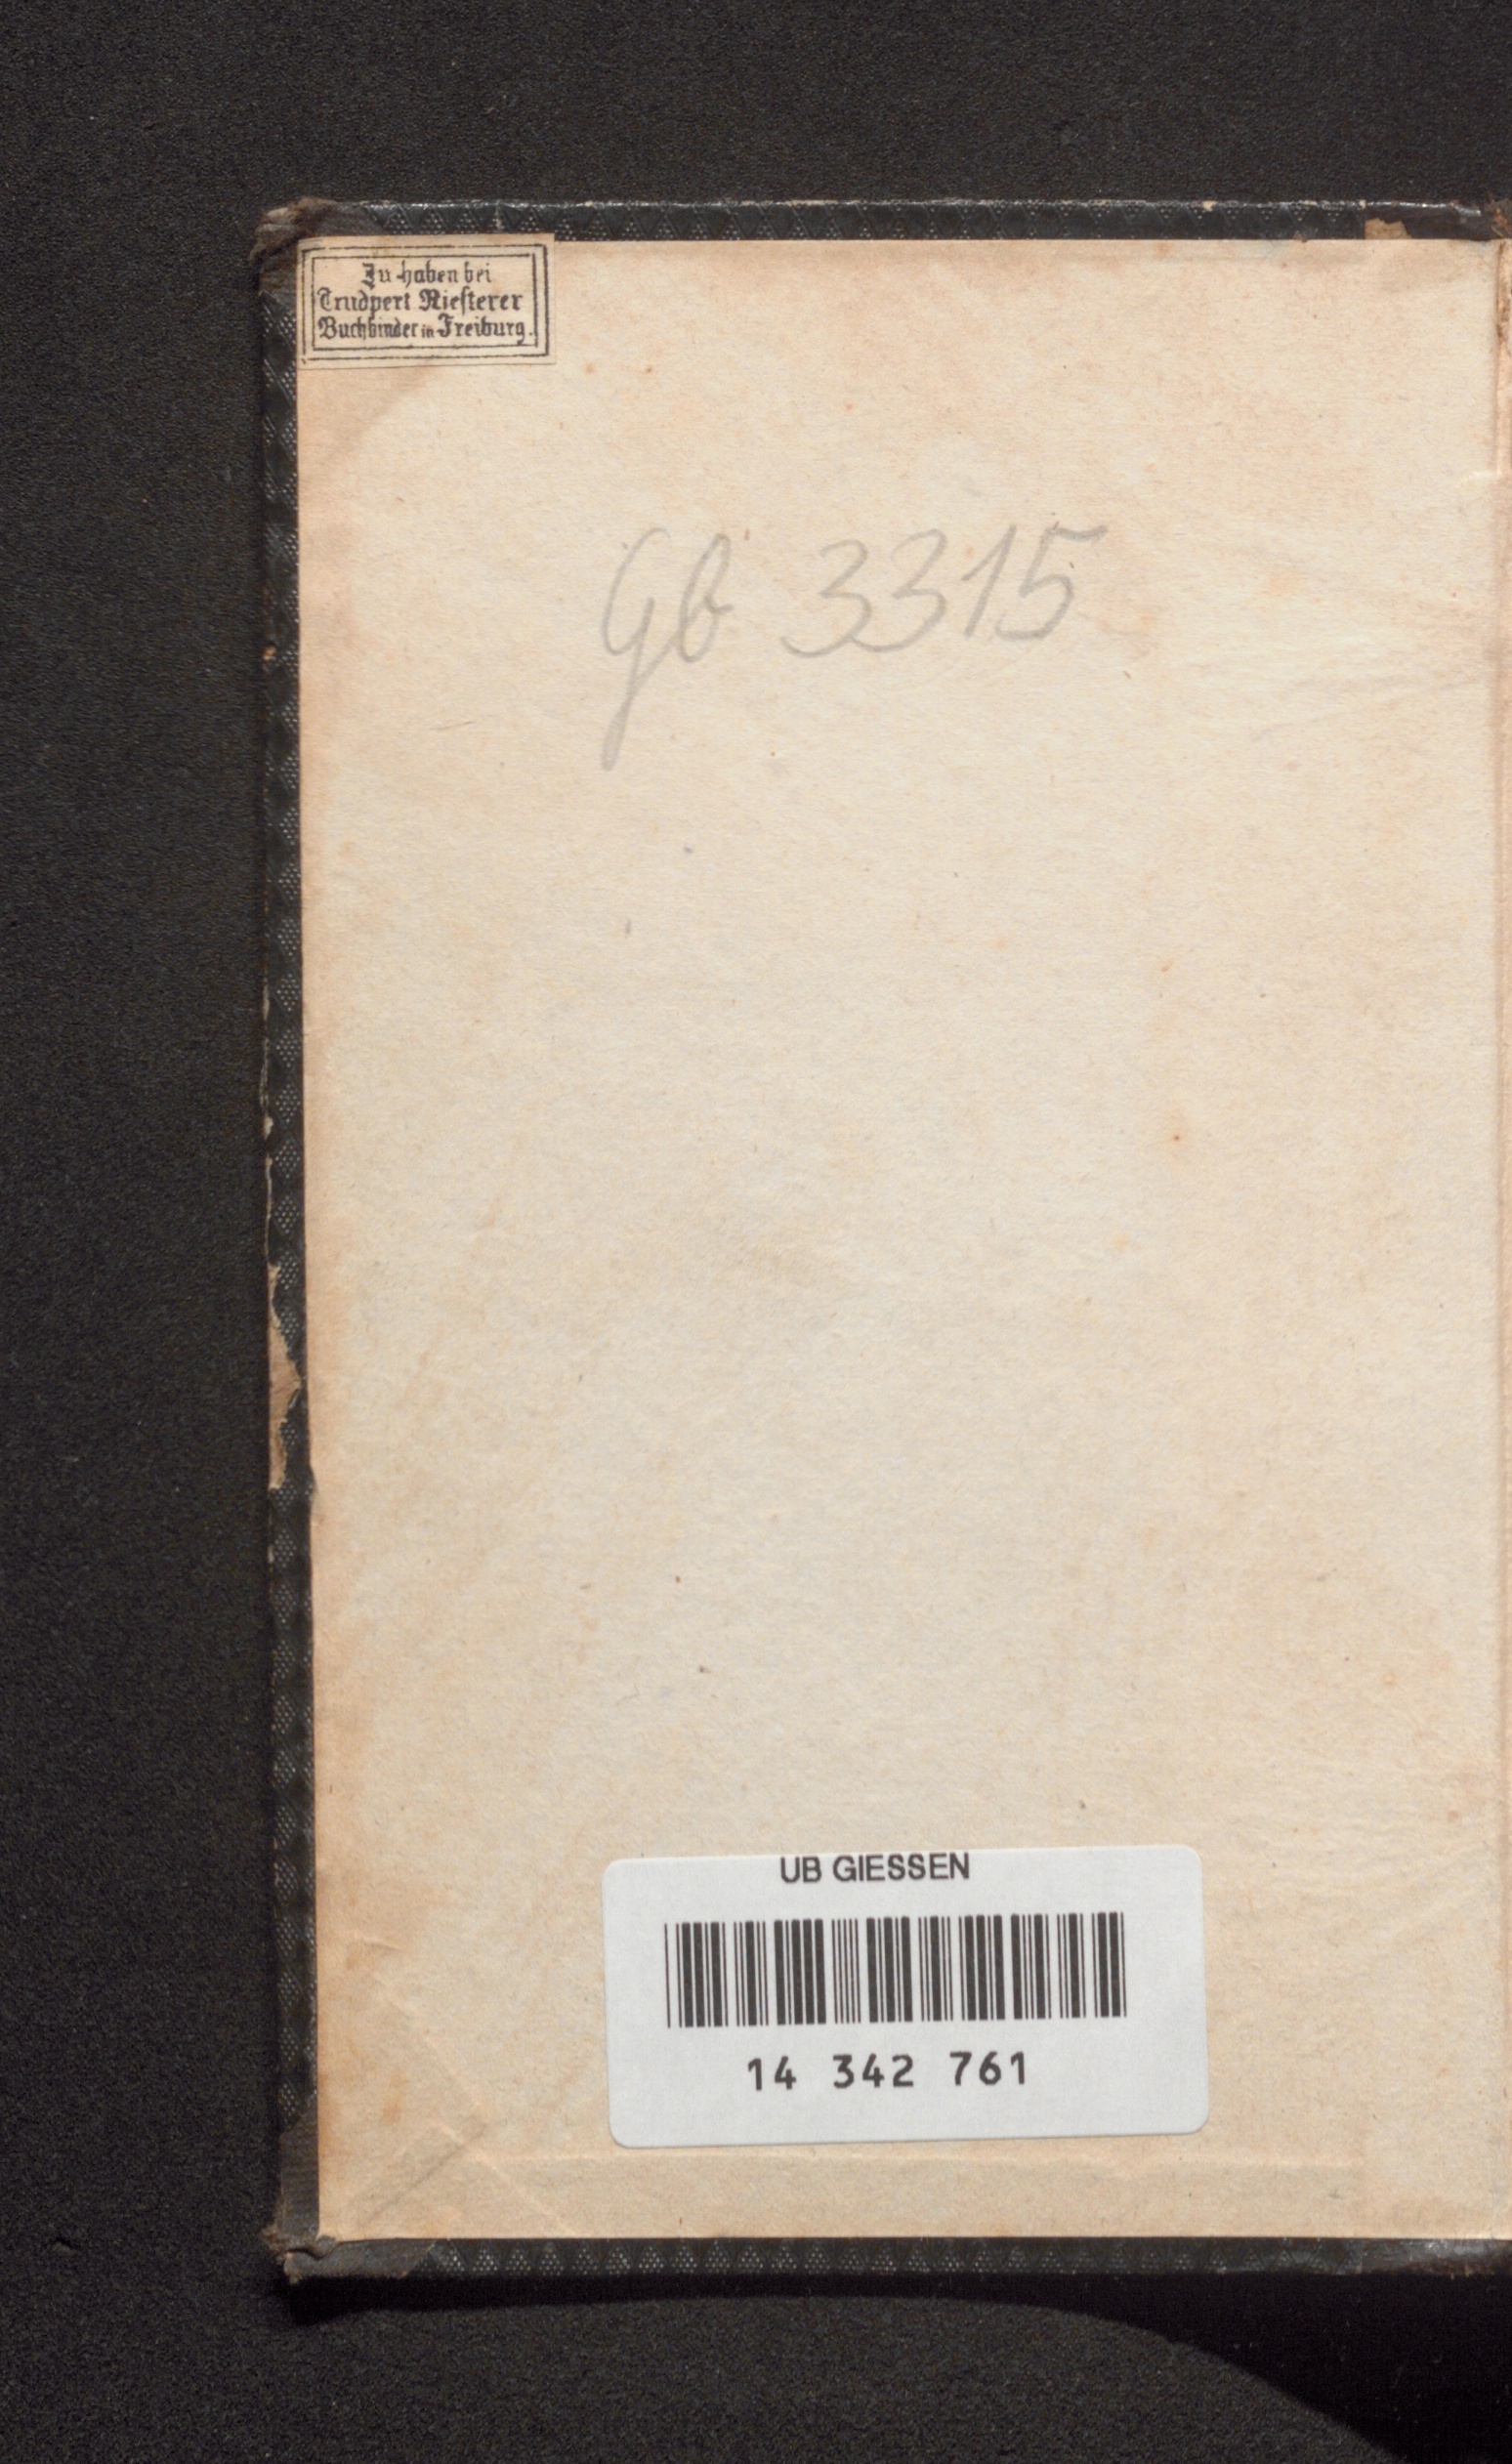 Zu haben bei
Trudpert Riesterer
Buchbinder in Freiburg.
Gb 3315
UB GIESSEN
14 342 761